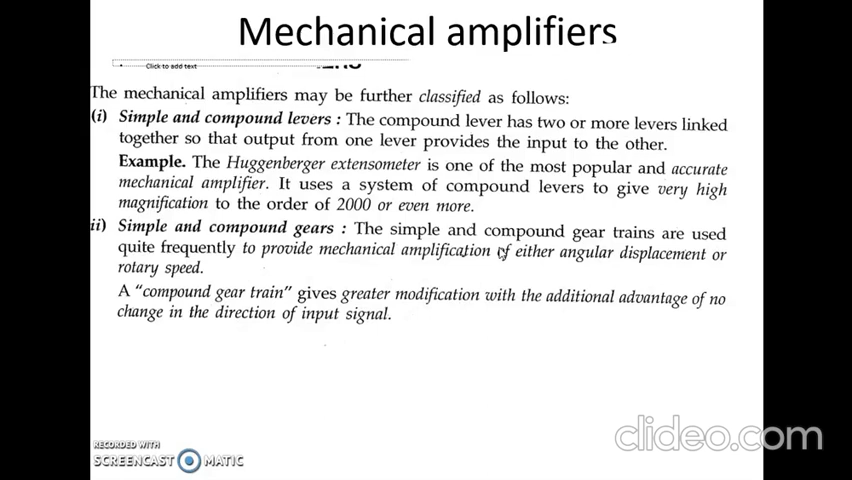 Mechanical amplifiers
Click to add text
The mechanical amplifiers may be further classified as follows:
(i) Simple and compound levers : The compound lever has two or more levers linked
together so that output from one lever provides the input to the other.
Example. The Huggenberger extensometer is one of the most popular and accurate
mechanical amplifier. It uses a system of compound levers to give very high
magnification to the order of 2000 or even more.
ii) Simple and compound gears : The simple and compound gear trains are used
quite frequently to provide mechanical amplification of either angular displacement or
rotary speed.
A "compound gear train" gives greater modification with the additional advantage of no
change in the direction of input signal.
RECORDED WITH
SCREENCAST MATIC
clideo.com